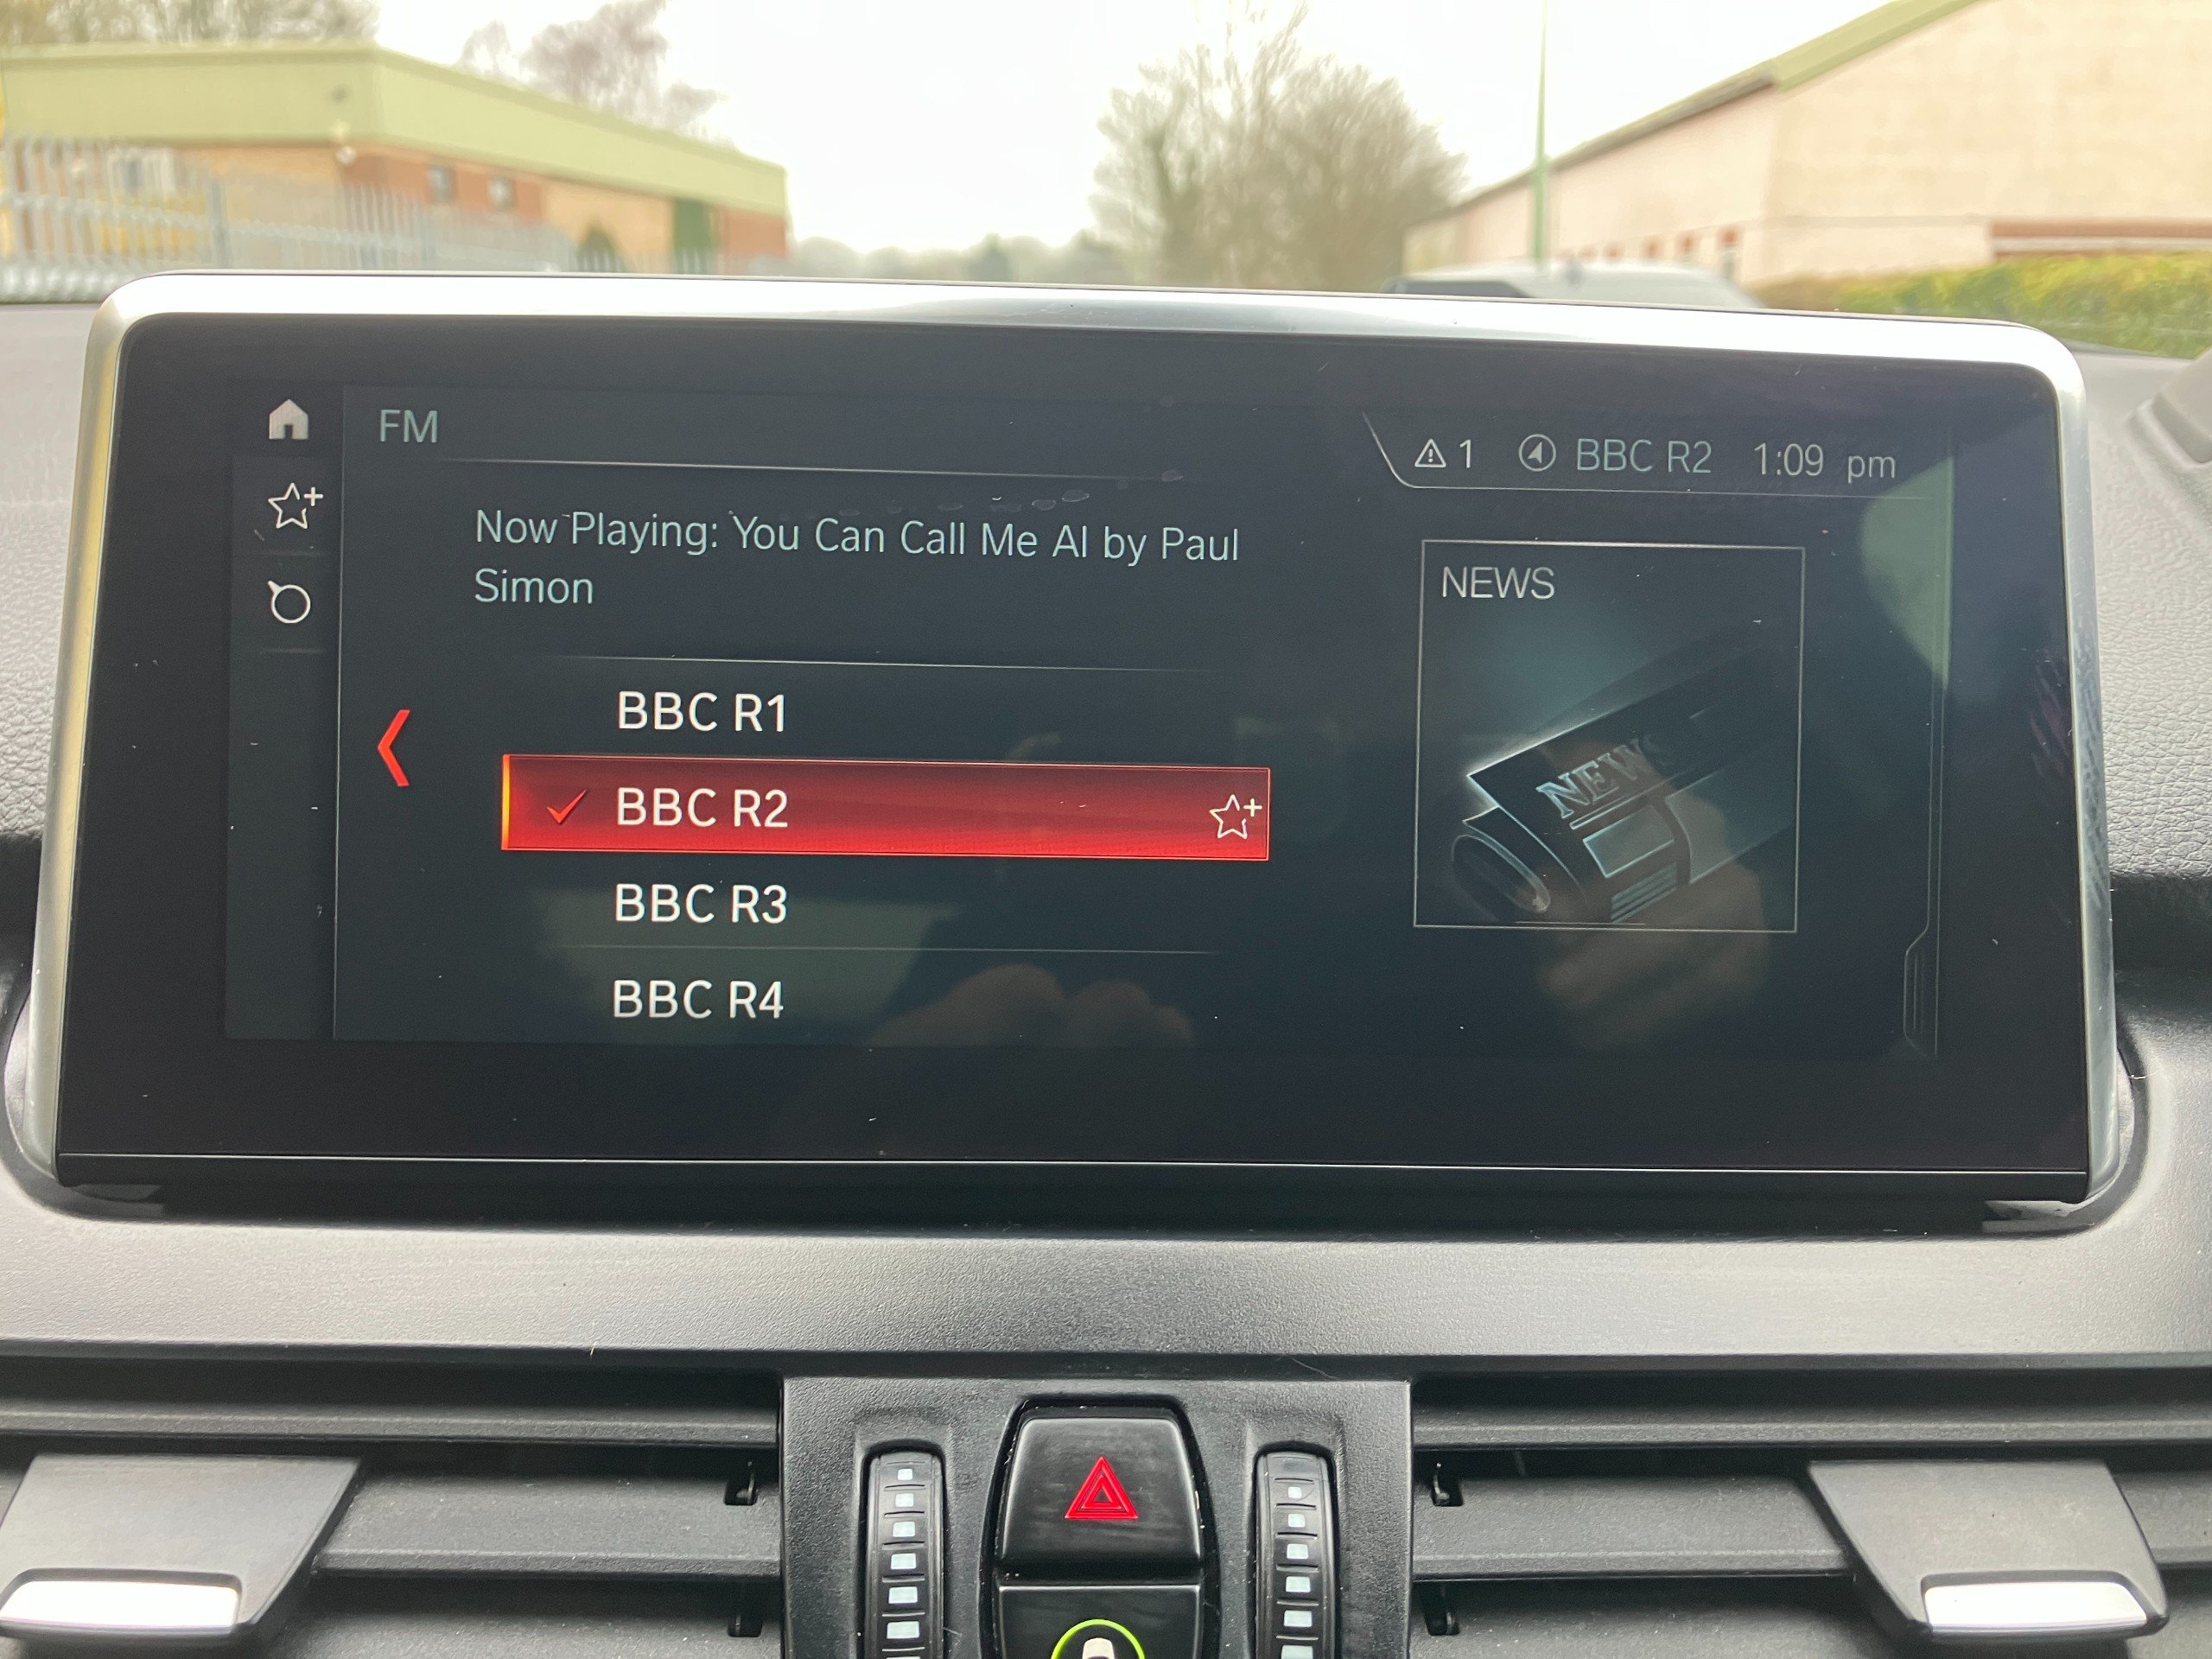 FM
1 BBC R2 1:09 pm
Now Playing: You Can Call Me Al by Paul
Simon
NEWS
BBC R1
BBC R2
NEWS
BBC R3
BBC R4